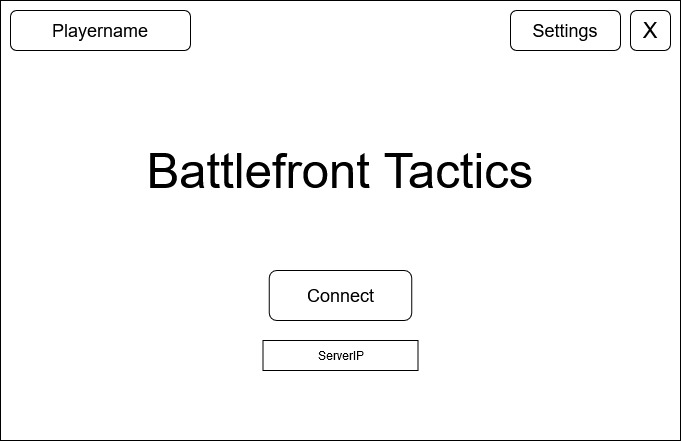 Playername
Settings
X
Battlefront Tactics
Connect
ServerIP